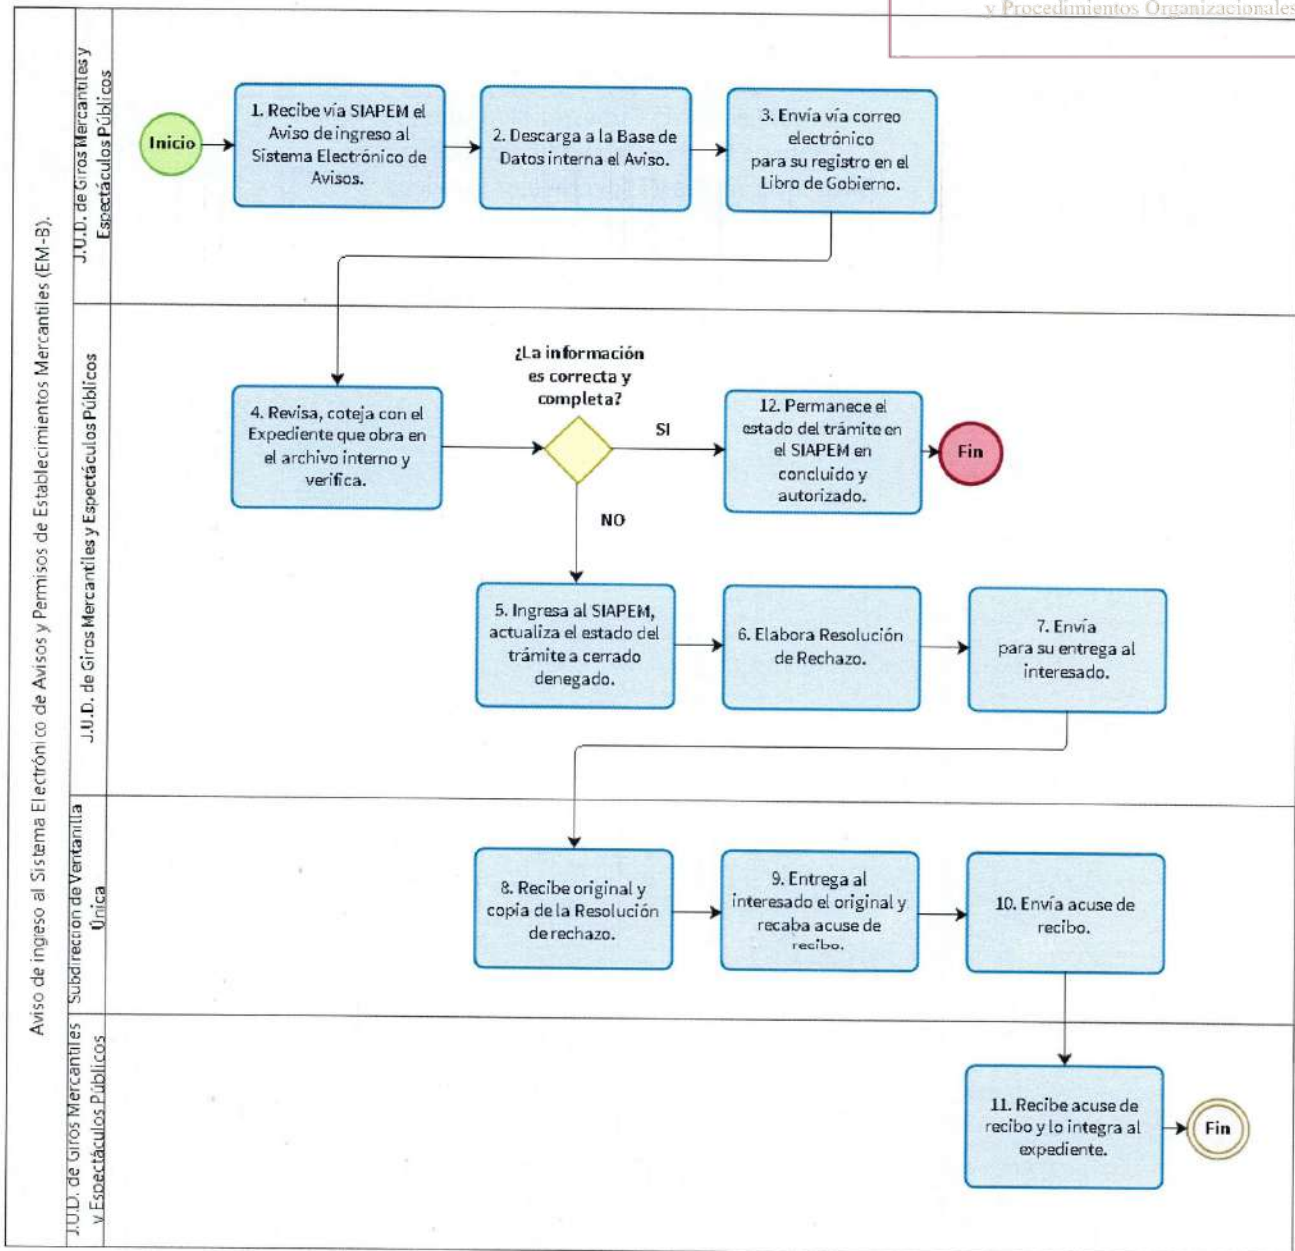 y Procedimientos Organizacionales
Aviso de ingreso al Sistema Electrónico de Avisos y Permisos de Establecimientos Mercantiles (EM-B).
J.U.D. de Giros Mercantiles y
Espectáculos Públicos
Inicio
1. Recibe vía SIAPEM el
Aviso de ingreso al
Sistema Electrónico de
Avisos.
2. Descarga a la Base de
Datos interna el Aviso.
3. Envía vía correo
electrónico
para su registro en el
Libro de Gobierno.
J.U.D. de Giros Mercantiles y Espectáculos Públicos
4. Revisa, coteja con el
Expediente que obra en
el archivo interno y
verifica.
¿La información
es correcta y
completa?
SI
12. Permanece el
estado del trámite en
el SIAPEM en
concluido y
autorizado.
Fin
NO
5. Ingresa al SIAPEM,
actualiza el estado del
trámite a cerrado
denegado.
6. Elabora Resolución
de Rechazo.
7. Envía
para su entrega al
interesado.
Subdirección de Ventanilla
Única
8. Recibe original y
copia de la Resolución
de rechazo.
9. Entrega al
interesado el original y
recaba acuse de
recibo.
10. Envía acuse de
recibo.
J.U.D. de Giros Mercantiles
y Espectáculos Públicos
11. Recibe acuse de
recibo y lo integra al
expediente.
Fin